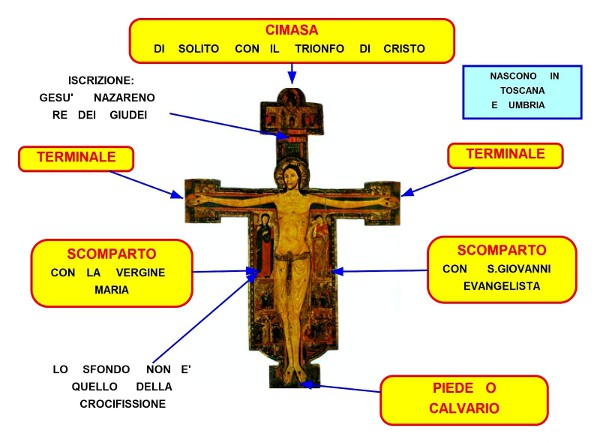 CIMASA
DI SOLITO CON IL TRIONFO DI CRISTO
ISCRIZIONE:
GESU' NAZARENO
RE DEI GIUDEI
NASCONO IN
TOSCANA
E UMBRIA
TERMINALE
TERMINALE
SCOMPARTO
CON LA VERGINE
MARIA
SCOMPARTO
CON S.GIOVANNI
EVANGELISTA
LO SFONDO NON E'
QUELLO DELLA
CROCIFISSIONE
PIEDE O
CALVARIO